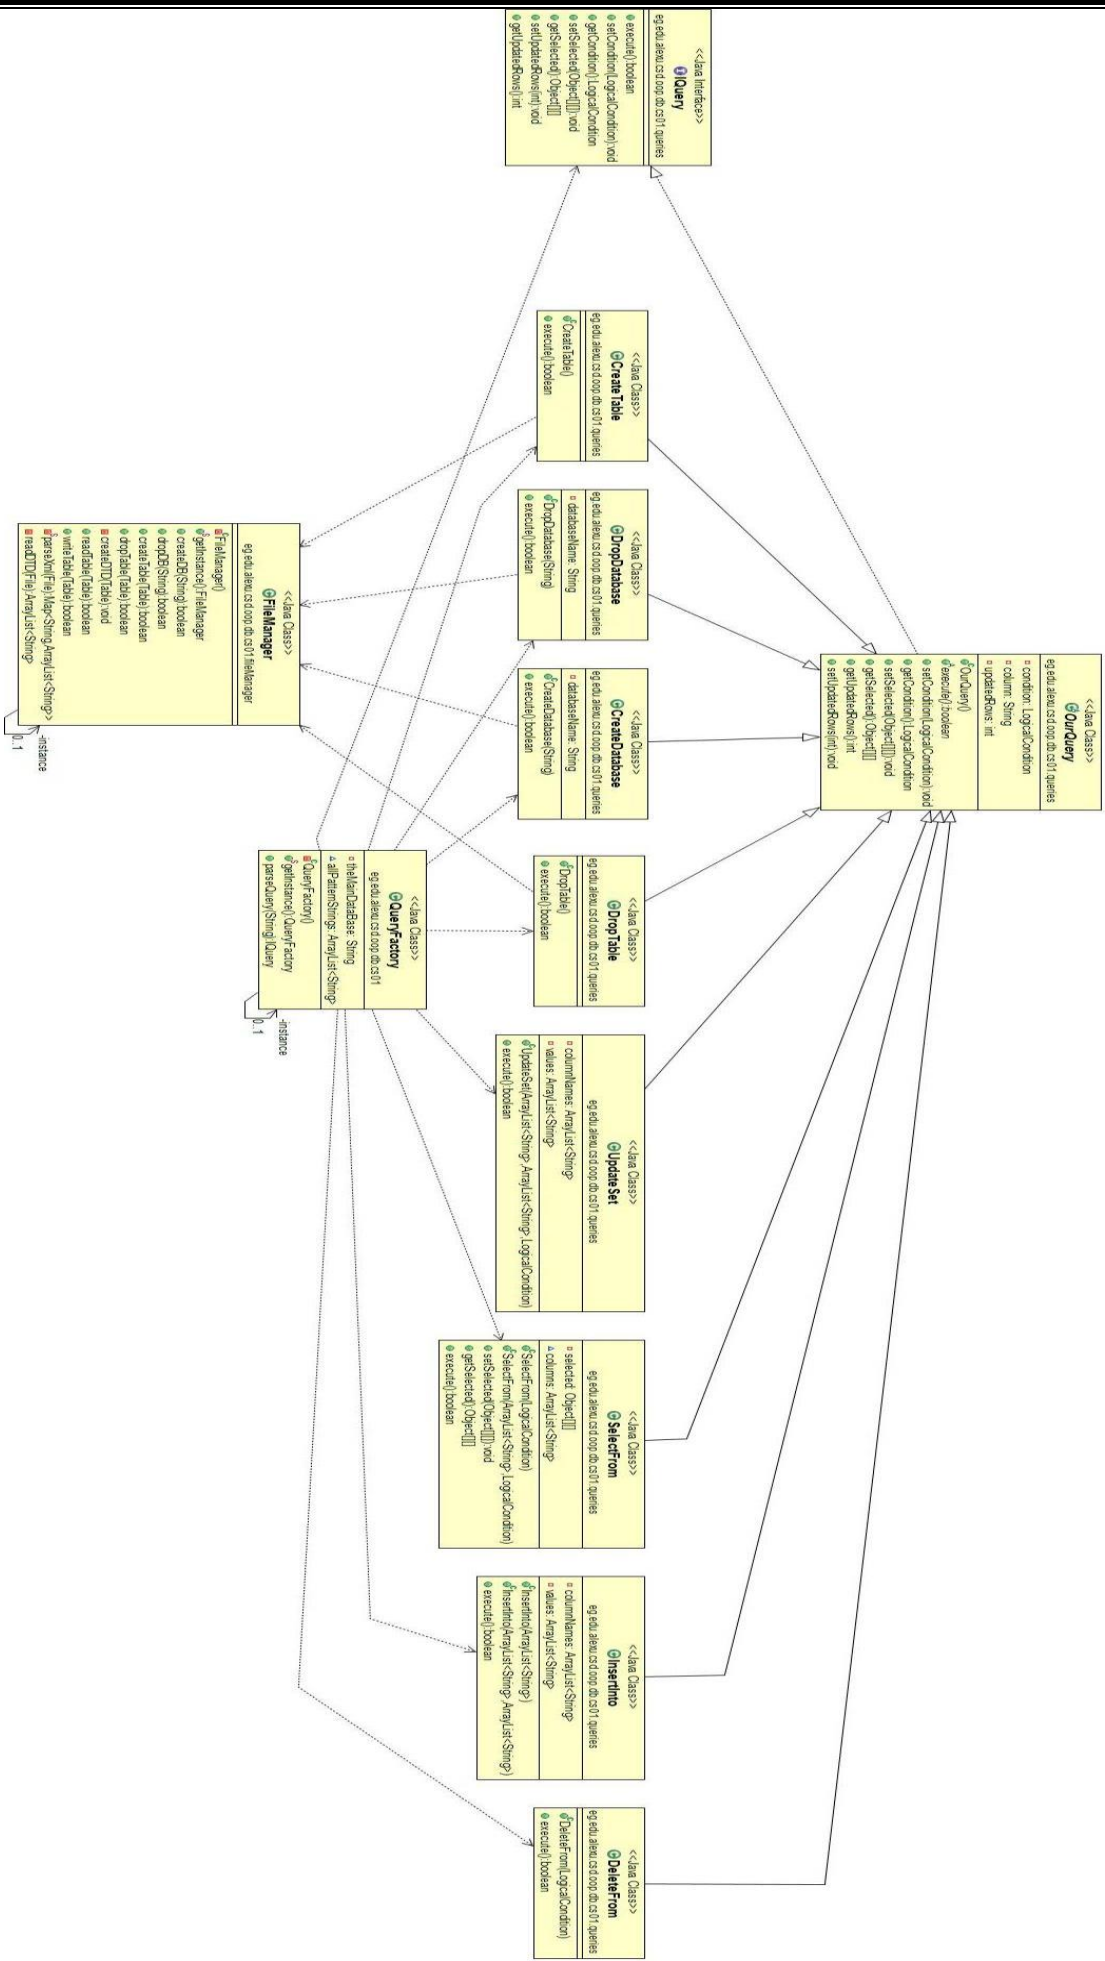 <<Java Interface>>
IQuery
eg.edu.alexu.csd.oop.db.cs01.queries
execute():boolean
setCondition(LogicalCondition):void
getCondition():LogicalCondition
setSelected(Object[][]):void
getSelected():Object[][]
setUpdatedRows(int):void
getUpdatedRows():int
<<Java Class>>
OurQuery
eg.edu.alexu.csd.oop.db.cs01.queries
condition: LogicalCondition
column: String
updatedRows: int
OurQuery()
execute():boolean
setCondition(LogicalCondition):void
getCondition():LogicalCondition
setSelected(Object[][]):void
getSelected():Object[][]
getUpdatedRows():int
setUpdatedRows(int):void
<<Java Class>>
CreateTable
eg.edu.alexu.csd.oop.db.cs01.queries
CreateTable()
execute():boolean
<<Java Class>>
DropDatabase
eg.edu.alexu.csd.oop.db.cs01.queries
databaseName: String
DropDatabase(String)
execute():boolean
<<Java Class>>
CreateDatabase
eg.edu.alexu.csd.oop.db.cs01.queries
databaseName: String
CreateDatabase(String)
execute():boolean
<<Java Class>>
DropTable
eg.edu.alexu.csd.oop.db.cs01.queries
DropTable()
execute():boolean
<<Java Class>>
UpdateSet
eg.edu.alexu.csd.oop.db.cs01.queries
columnNames: ArrayList<String>
values: ArrayList<String>
UpdateSet(ArrayList<String>,ArrayList<String>,LogicalCondition)
execute():boolean
<<Java Class>>
SelectFrom
eg.edu.alexu.csd.oop.db.cs01.queries
selected: Object[][]
columns: ArrayList<String>
SelectFrom(LogicalCondition)
SelectFrom(ArrayList<String>,LogicalCondition)
setSelected(Object[][]):void
getSelected():Object[][]
execute():boolean
<<Java Class>>
InsertInto
eg.edu.alexu.csd.oop.db.cs01.queries
columnNames: ArrayList<String>
values: ArrayList<String>
InsertInto(ArrayList<String>)
InsertInto(ArrayList<String>,ArrayList<String>)
execute():boolean
<<Java Class>>
DeleteFrom
eg.edu.alexu.csd.oop.db.cs01.queries
DeleteFrom(LogicalCondition)
execute():boolean
<<Java Class>>
FileManager
eg.edu.alexu.csd.oop.db.cs01.fileManager
FileManager()
getInstance():FileManager
createDB(String):boolean
dropDB(String):boolean
createTable(Table):boolean
dropTable(Table):boolean
createDTD(Table):void
readTable(Table):boolean
writeTable(Table):boolean
parseXml(File):Map<String,ArrayList<String>>
readDTD(File):ArrayList<String>
-instance
0..1
<<Java Class>>
QueryFactory
eg.edu.alexu.csd.oop.db.cs01
theMainDataBase: String
allPatternStrings: ArrayList<String>
QueryFactory()
getInstance():QueryFactory
parseQuery(String):IQuery
-instance
0..1